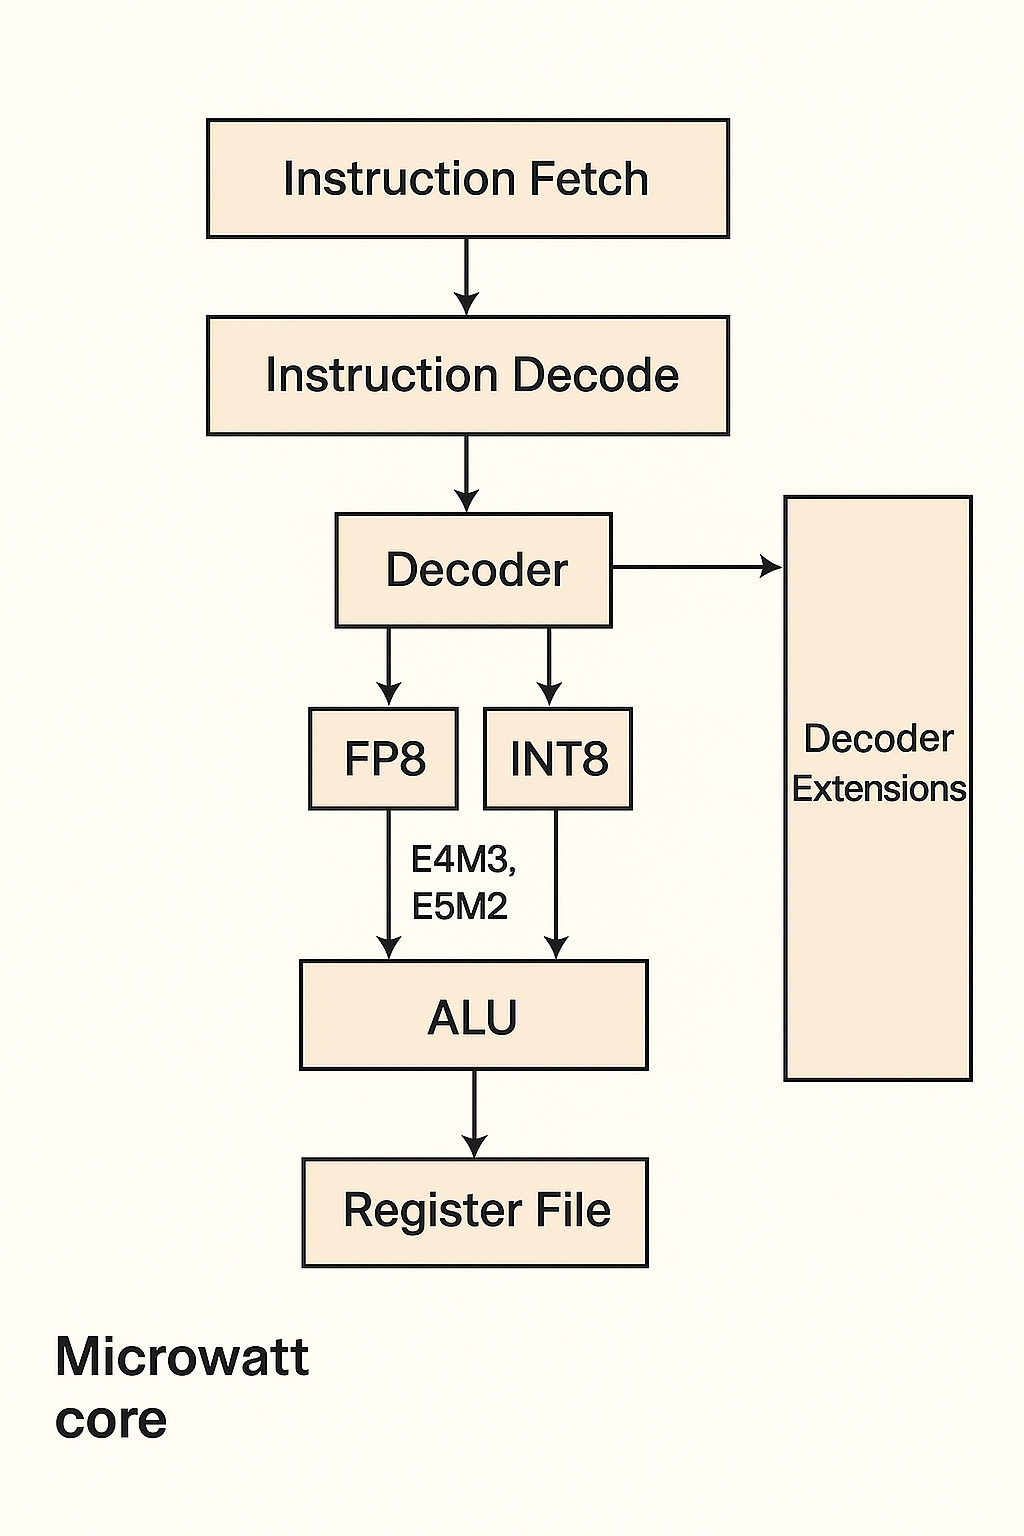 Instruction Fetch
Instruction Decode
Decoder
FP8
INT8
Decoder
Extensions
E4M3,
E5M2
ALU
Register File
Microwatt
core